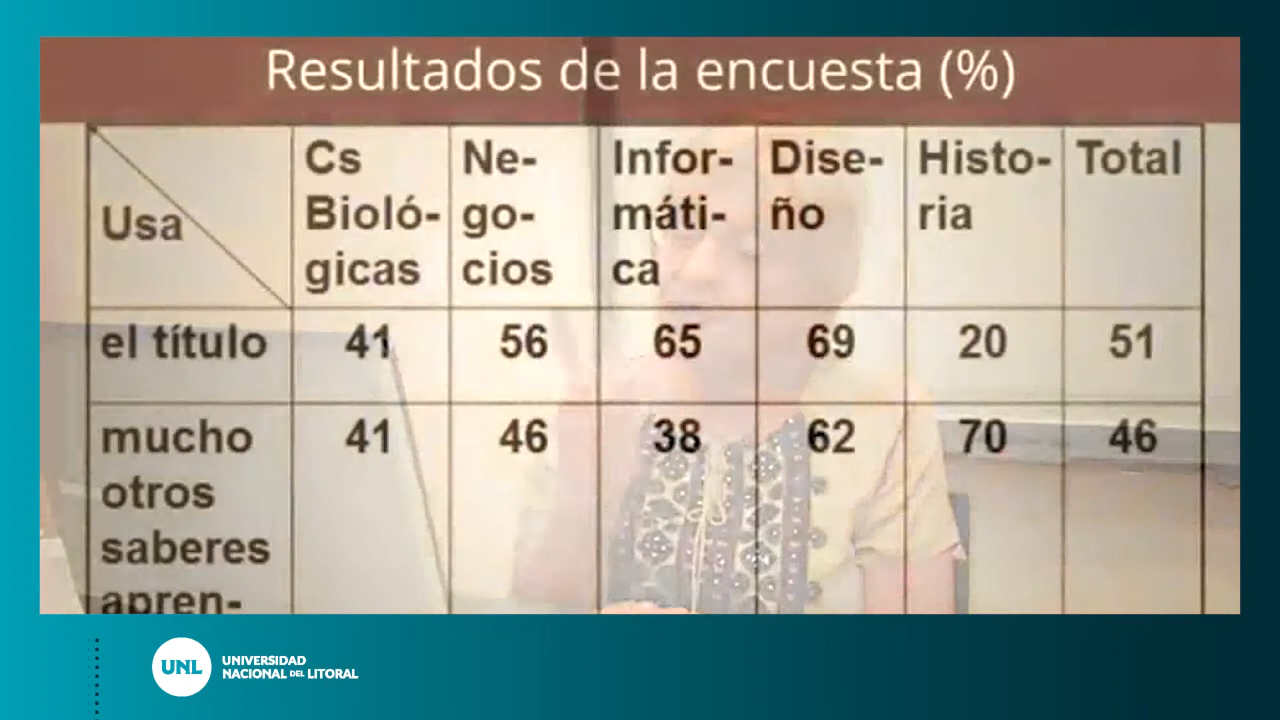 Resultados de la encuesta (%)
Usa
Cs Bioló- gicas
Ne- go- cios
Infor- máti- ca
Dise- ño
Histo- ria
Total
el título 41 56 65 69 20 51
mucho 41 46 38 62 70 46
otros
saberes
apren-
UNL UNIVERSIDAD
NACIONAL DEL LITORAL